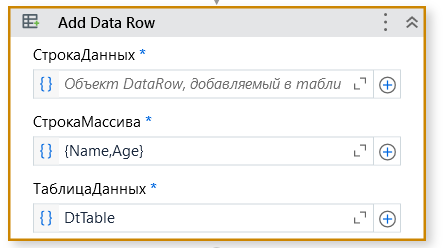 Add Data Row
СтрокаДанных *
{ } Объект DataRow, добавляемый в табли
СтрокаМассива *
{ } {Name,Age}
ТаблицаДанных *
{ } DtTable